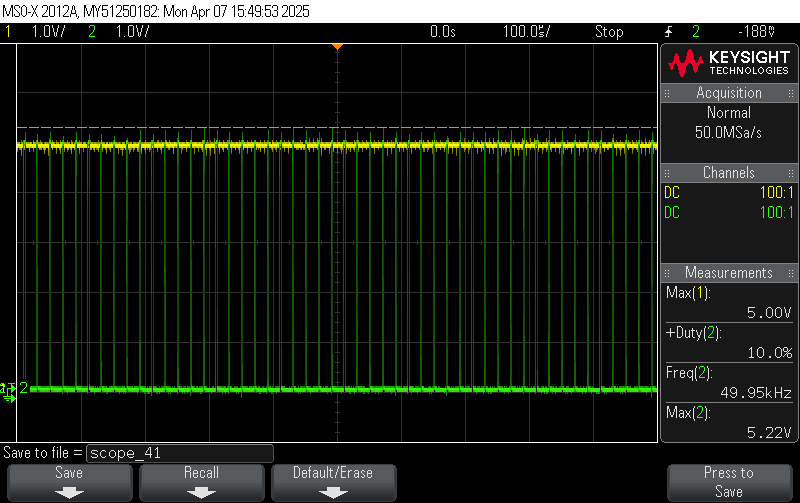 MSO-X 2012A, MY51250182: Mon Apr 07 15:49:53 2025
1 1.0V/ 2 1.0V/ 0.0s 100.0s/ Stop 2 -188mV
KEYSIGHT
TECHNOLOGIES
Acquisition
Normal
50.0MSa/s
Channels
DC 100:1
DC 100:1
Measurements
Max(1):
5.00V
+Duty(2):
10.0%
Freq(2):
49.95kHz
Max(2):
5.22V
2
Save to file = scope_41
Save
Recall
Default/Erase
Press to
Save